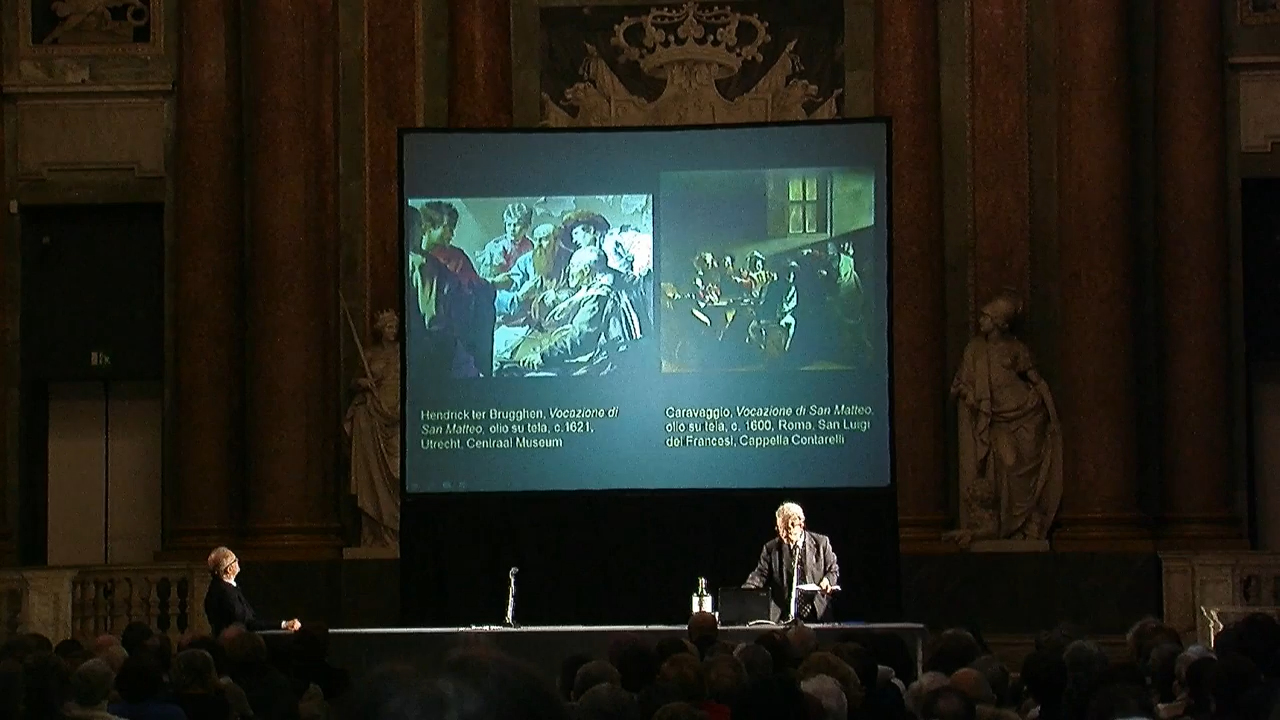 Hendrick ter Brugghen, Vocazione di
San Matteo, olio su tela, c.1621,
Utrecht, Centraal Museum
Caravaggio, Vocazione di San Matteo,
olio su tela, c. 1600, Roma, San Luigi
dei Francesi, Cappella Contarelli